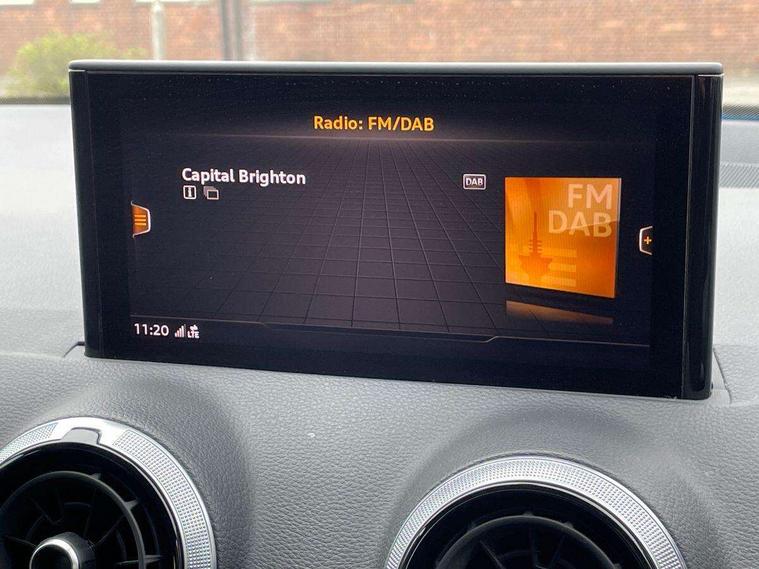 Radio: FM/DAB
Capital Brighton
DAB
FM
DAB
11:20 LTE